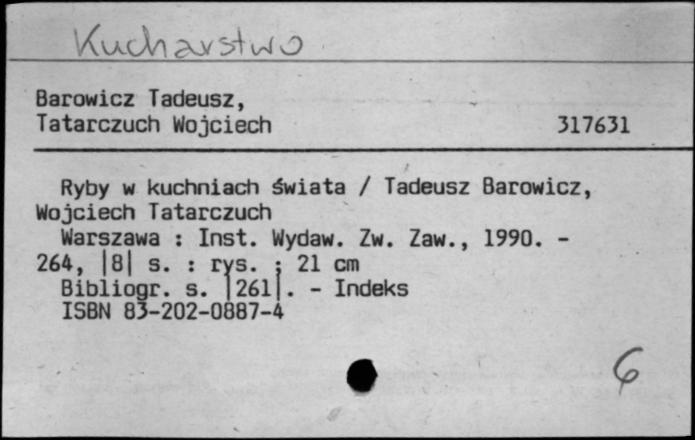 Kucharstwo
Barowicz Tadeusz,
Tatarczuch Wojciech 317631
Ryby w kuchniach świata / Tadeusz Barowicz,
Wojciech Tatarczuch
Warszawa : Inst. Wydaw. Zw. Zaw., 1990. -
264, |8| s. : rys. ; 21 cm
Bibliogr. s. |261|. - Indeks
ISBN 83-202-0887-4
6